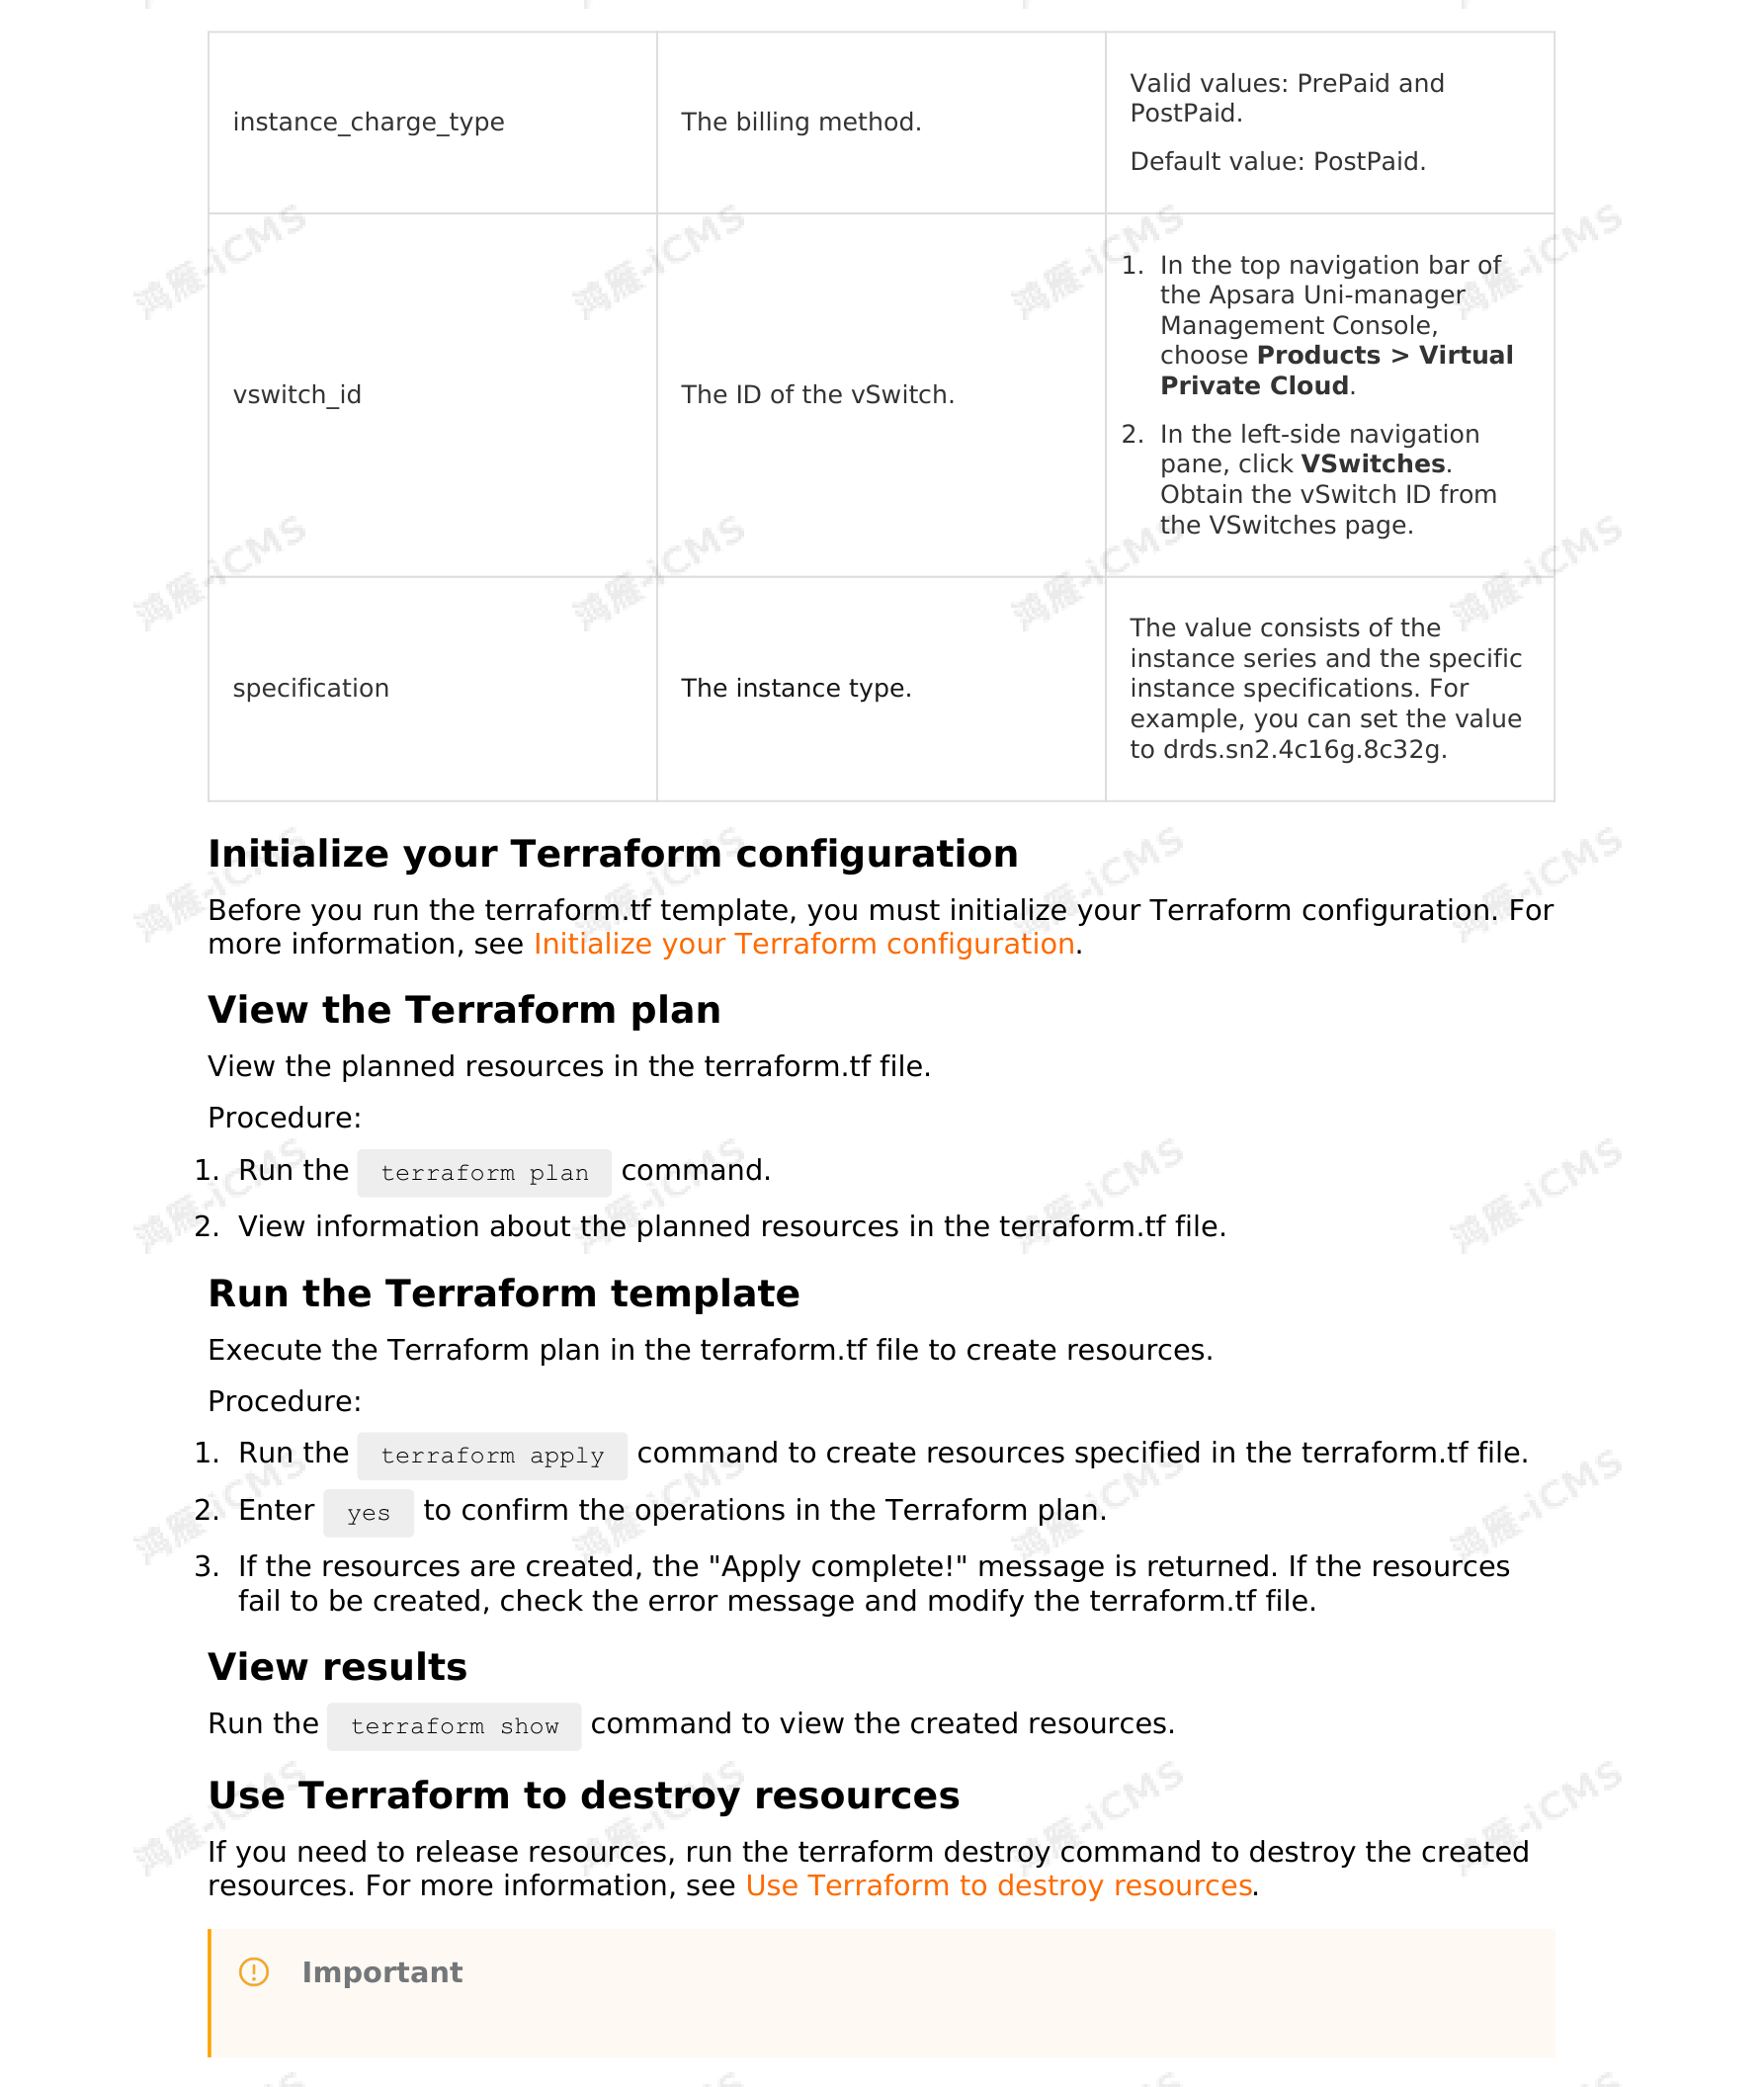 instance_charge_type
The billing method.
Valid values: PrePaid and
PostPaid.
Default value: PostPaid.
vswitch_id
The ID of the vSwitch.
1. In the top navigation bar of
the Apsara Uni-manager
Management Console,
choose Products > Virtual
Private Cloud.
2. In the left-side navigation
pane, click VSwitches.
Obtain the vSwitch ID from
the VSwitches page.
specification
The instance type.
The value consists of the
instance series and the specific
instance specifications. For
example, you can set the value
to drds.sn2.4c16g.8c32g.
Initialize your Terraform configuration
Before you run the terraform.tf template, you must initialize your Terraform configuration. For
more information, see Initialize your Terraform configuration.
View the Terraform plan
View the planned resources in the terraform.tf file.
Procedure:
1. Run the terraform plan command.
2. View information about the planned resources in the terraform.tf file.
Run the Terraform template
Execute the Terraform plan in the terraform.tf file to create resources.
Procedure:
1. Run the terraform apply command to create resources specified in the terraform.tf file.
2. Enter yes to confirm the operations in the Terraform plan.
3. If the resources are created, the "Apply complete!" message is returned. If the resources
fail to be created, check the error message and modify the terraform.tf file.
View results
Run the terraform show command to view the created resources.
Use Terraform to destroy resources
If you need to release resources, run the terraform destroy command to destroy the created
resources. For more information, see Use Terraform to destroy resources.
Important
鸿雁-iCMS